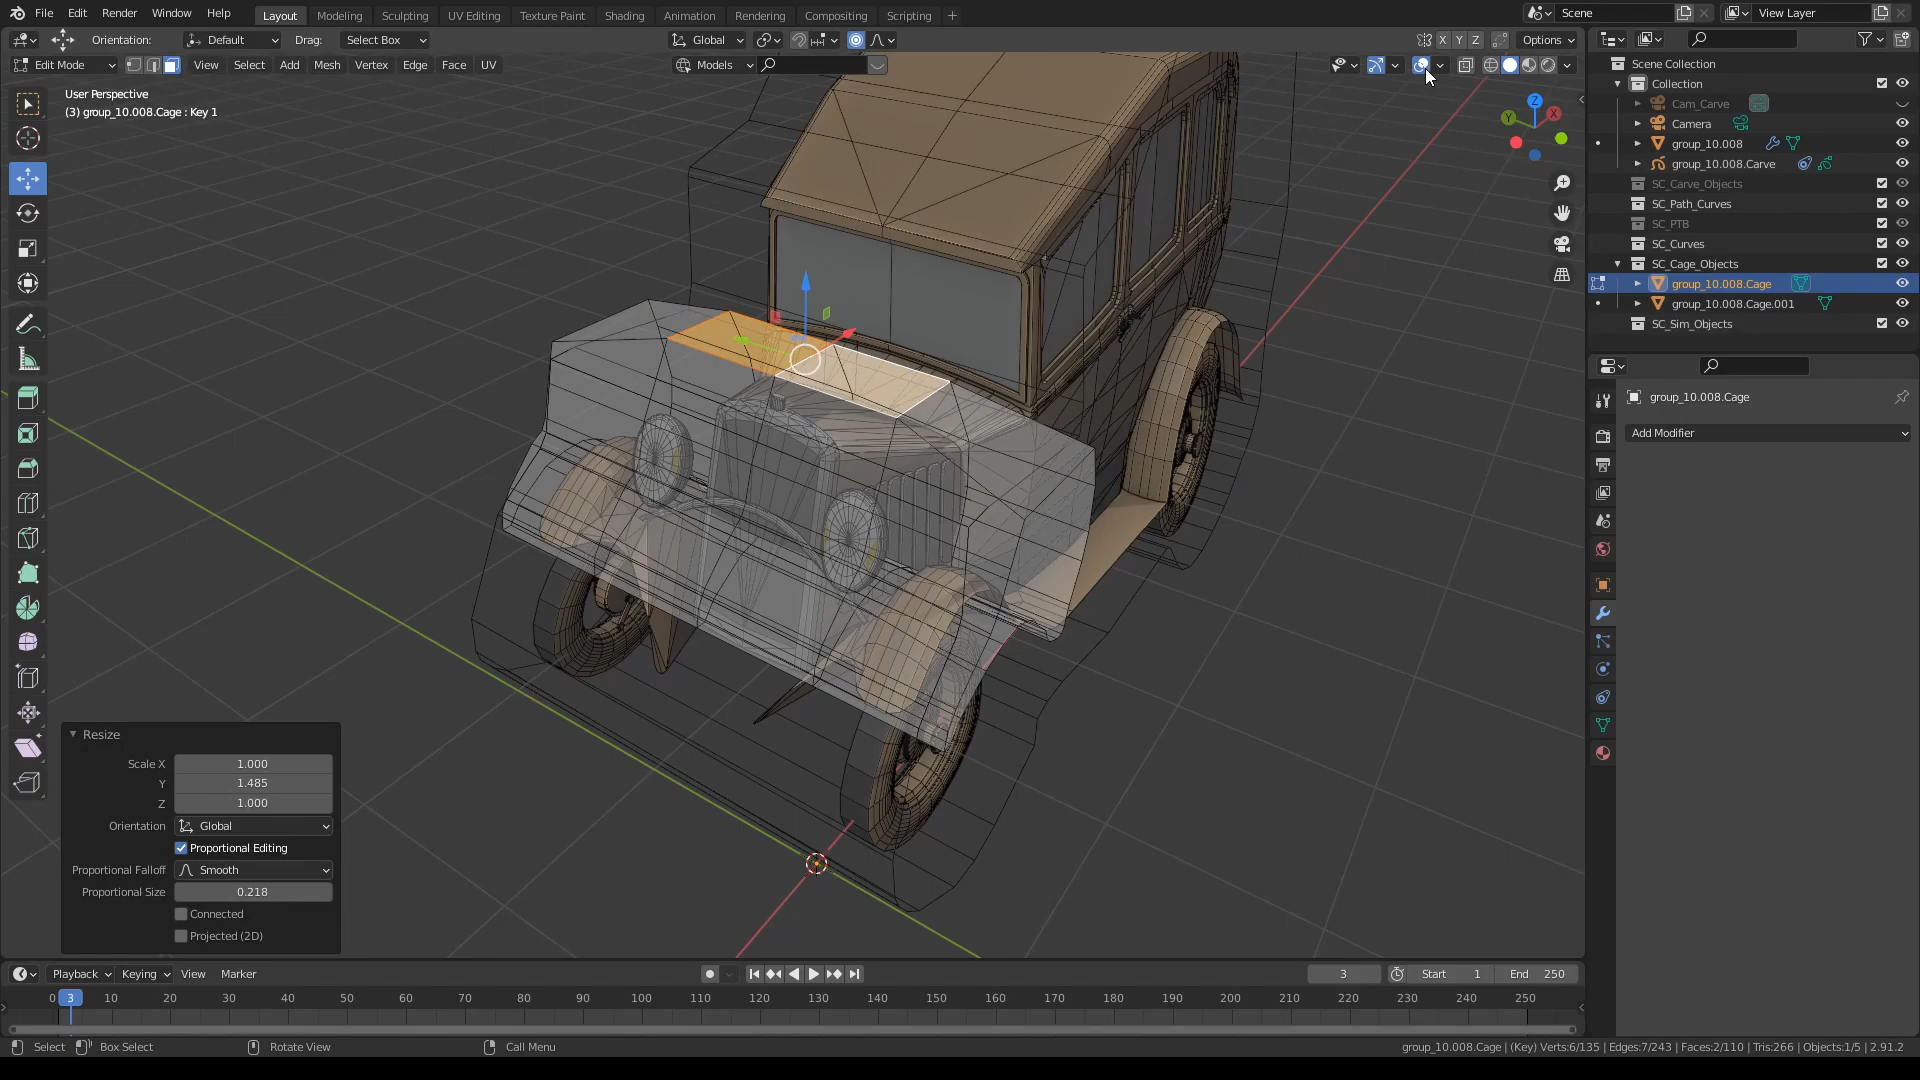 File Edit Render Window Help Layout Modeling Sculpting UV Editing Texture Paint Shading Animation Rendering Compositing Scripting + Scene View Layer
Orientation: Default Drag: Select Box Global X Y Z Options
Edit Mode View Select Add Mesh Vertex Edge Face UV Models
User Perspective
(3) group_10.008.Cage : Key 1
Z
Y
X
Scene Collection
Collection
Cam_Carve
Camera
group_10.008
group_10.008.Carve
SC_Carve_Objects
SC_Path_Curves
SC_PTB
SC_Curves
SC_Cage_Objects
group_10.008.Cage
group_10.008.Cage.001
SC_Sim_Objects
group_10.008.Cage
Add Modifier
Resize
Scale X 1.000
Y 1.485
Z 1.000
Orientation Global
Proportional Editing
Proportional Falloff Smooth
Proportional Size 0.218
Connected
Projected (2D)
Playback Keying View Marker 3 Start 1 End 250
0 3 10 20 30 40 50 60 70 80 90 100 110 120 130 140 150 160 170 180 190 200 210 220 230 240 250
Select Box Select Rotate View Call Menu group_10.008.Cage | (Key) Verts:6/135 | Edges:7/243 | Faces:2/110 | Tris:266 | Objects:1/5 | 2.91.2